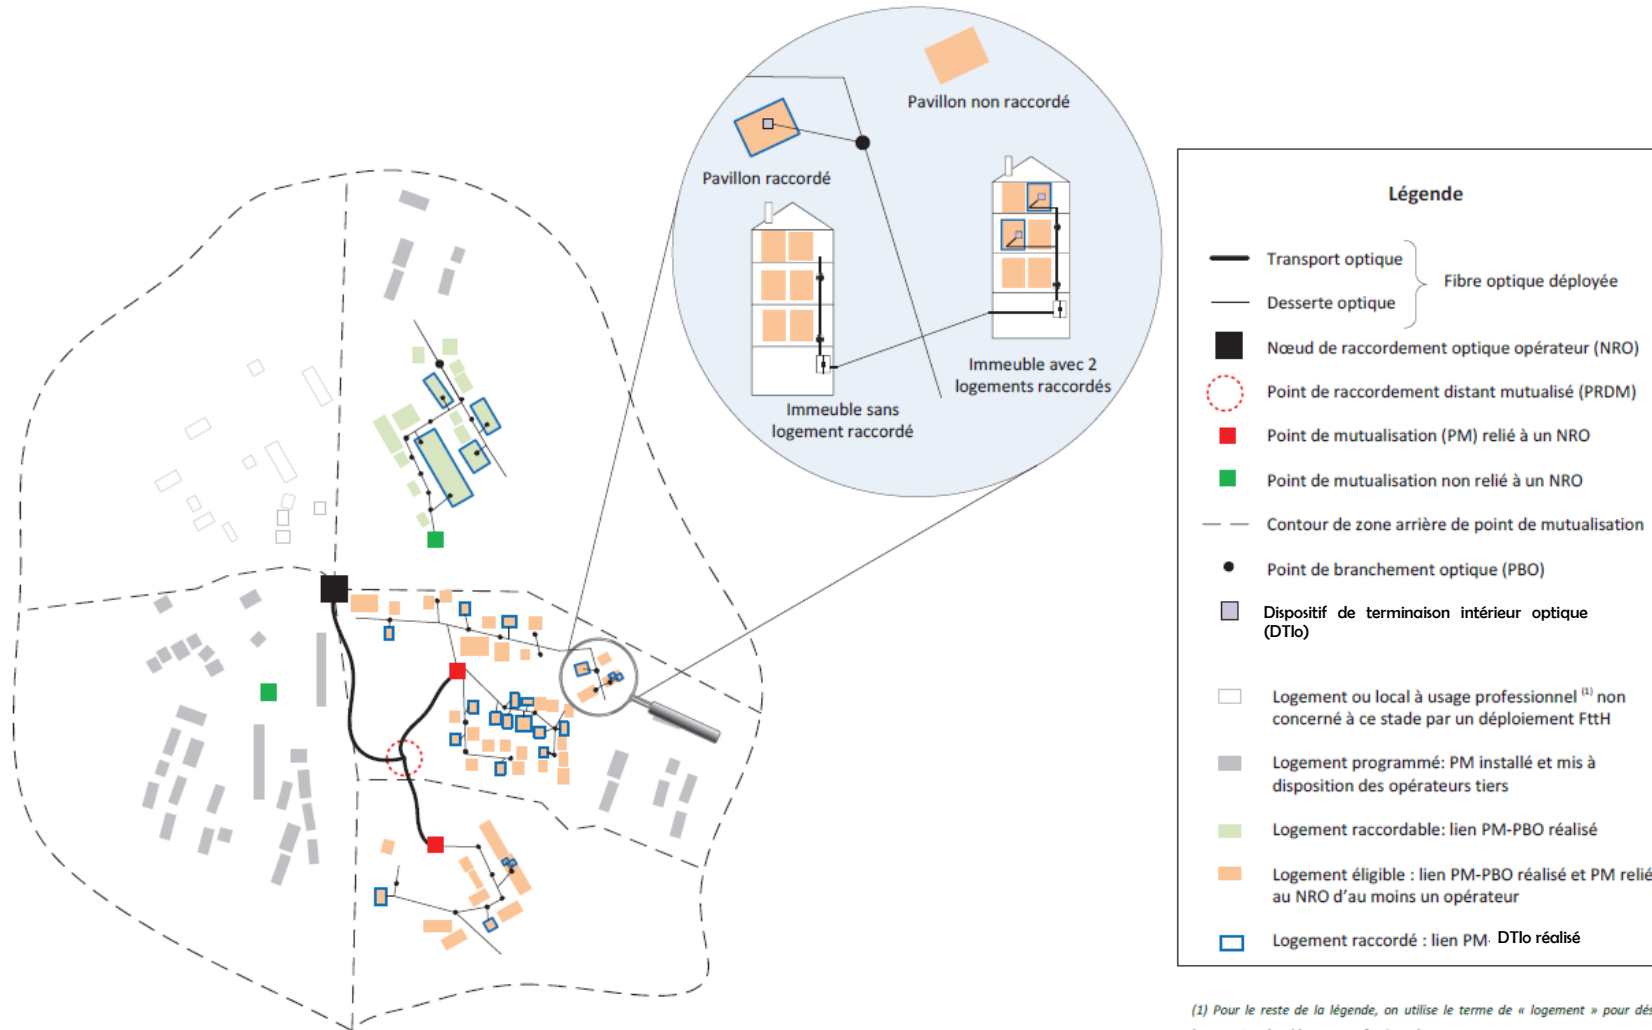 Pavillon non raccordé
Pavillon raccordé
Immeuble avec 2
logements raccordés
Immeuble sans
logement raccordé
Légende
Transport optique
Fibre optique déployée
Desserte optique
Nœud de raccordement optique opérateur (NRO)
Point de raccordement distant mutualisé (PRDM)
Point de mutualisation (PM) relié à un NRO
Point de mutualisation non relié à un NRO
Contour de zone arrière de point de mutualisation
Point de branchement optique (PBO)
Dispositif de terminaison intérieur optique
(DTIo)
Logement ou local à usage professionnel (1) non
concerné à ce stade par un déploiement FttH
Logement programmé: PM installé et mis à
disposition des opérateurs tiers
Logement raccordable: lien PM-PBO réalisé
Logement éligible : lien PM-PBO réalisé et PM relié
au NRO d'au moins un opérateur
Logement raccordé : lien PM- DTIo réalisé
(1) Pour le reste de la légende, on utilise le terme de « logement » pour dés